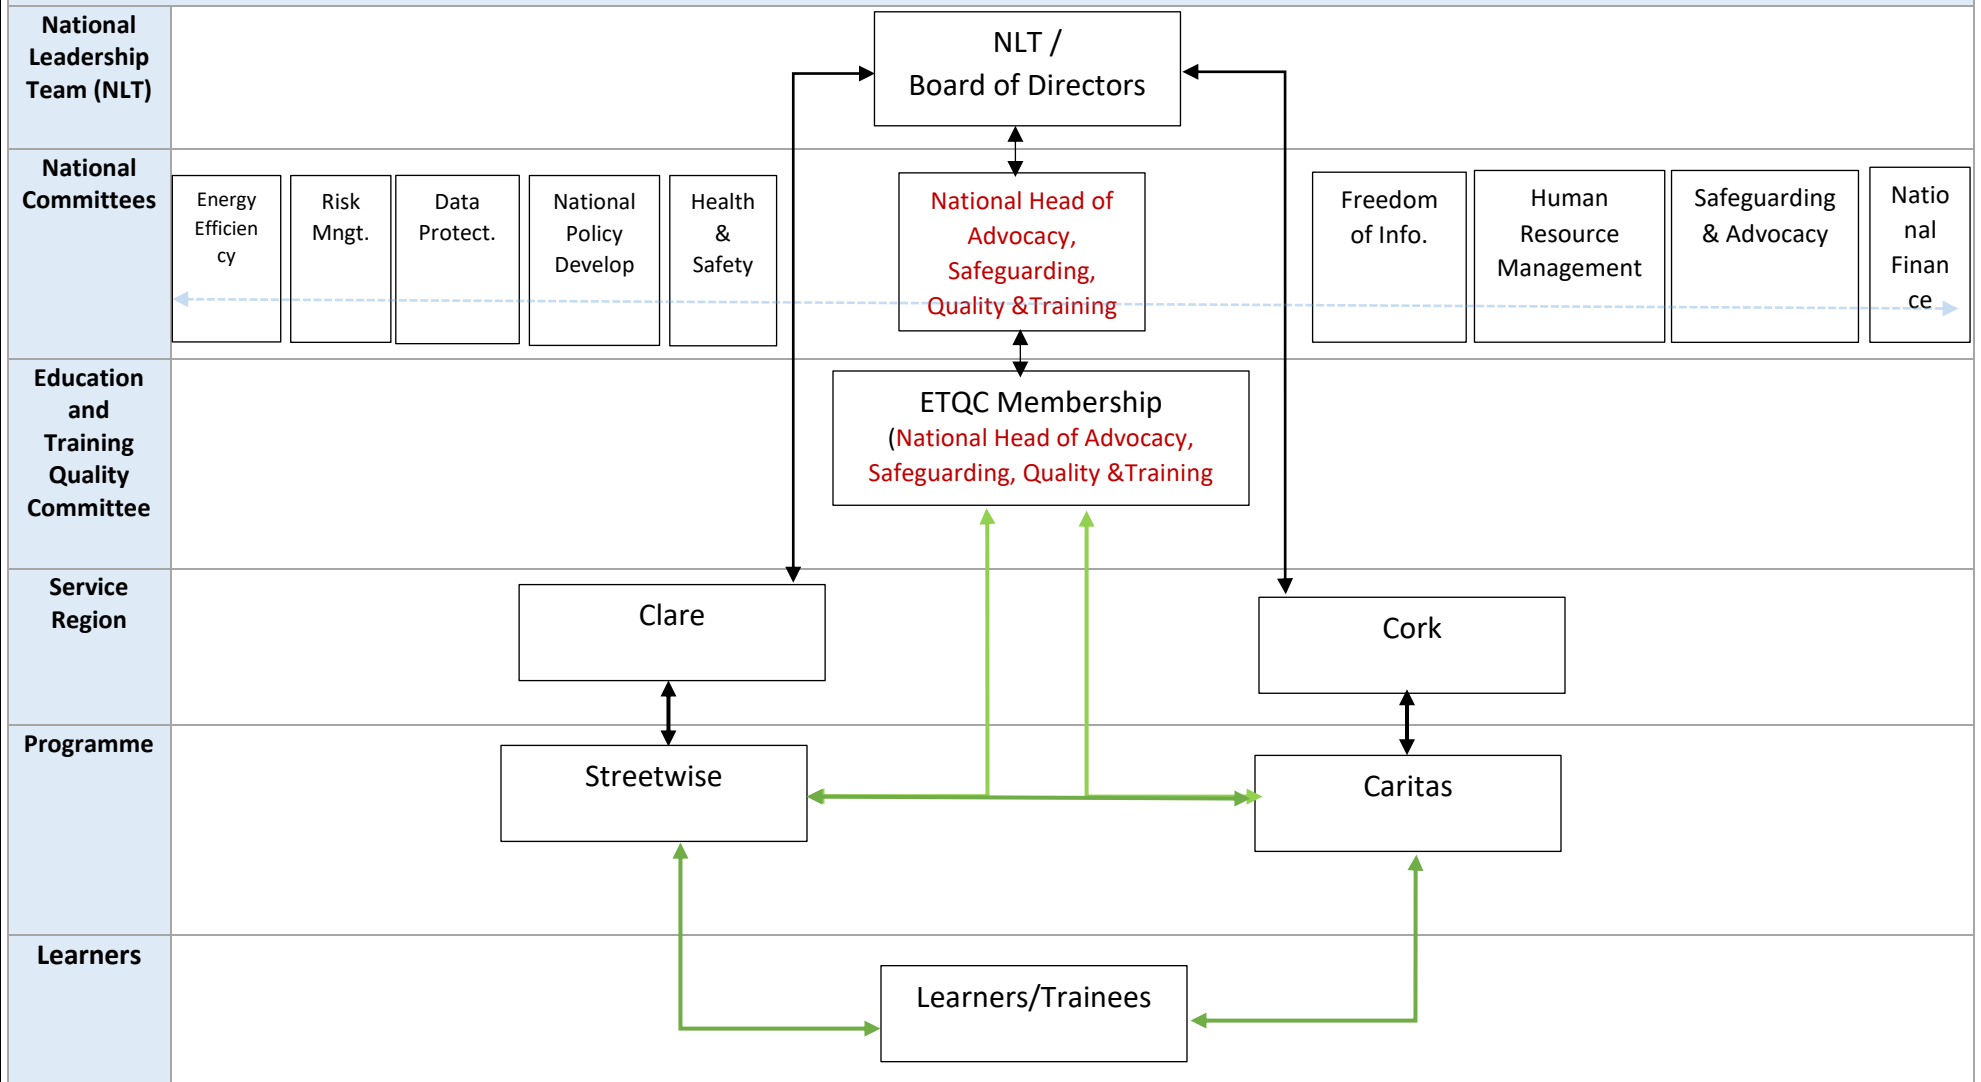 National
Leadership
Team (NLT)
NLT /
Board of Directors
National
Committees
Energy
Efficien
cy
Risk
Mngt.
Data
Protect.
National
Policy
Develop
Health
&
Safety
National Head of
Advocacy,
Safeguarding,
Quality &Training
Freedom
of Info.
Human
Resource
Management
Safeguarding
& Advocacy
Natio
nal
Finan
ce
Education
and
Training
Quality
Committee
ETQC Membership
(National Head of Advocacy,
Safeguarding, Quality &Training
Service
Region
Clare
Cork
Programme
Streetwise
Caritas
Learners
Learners/Trainees